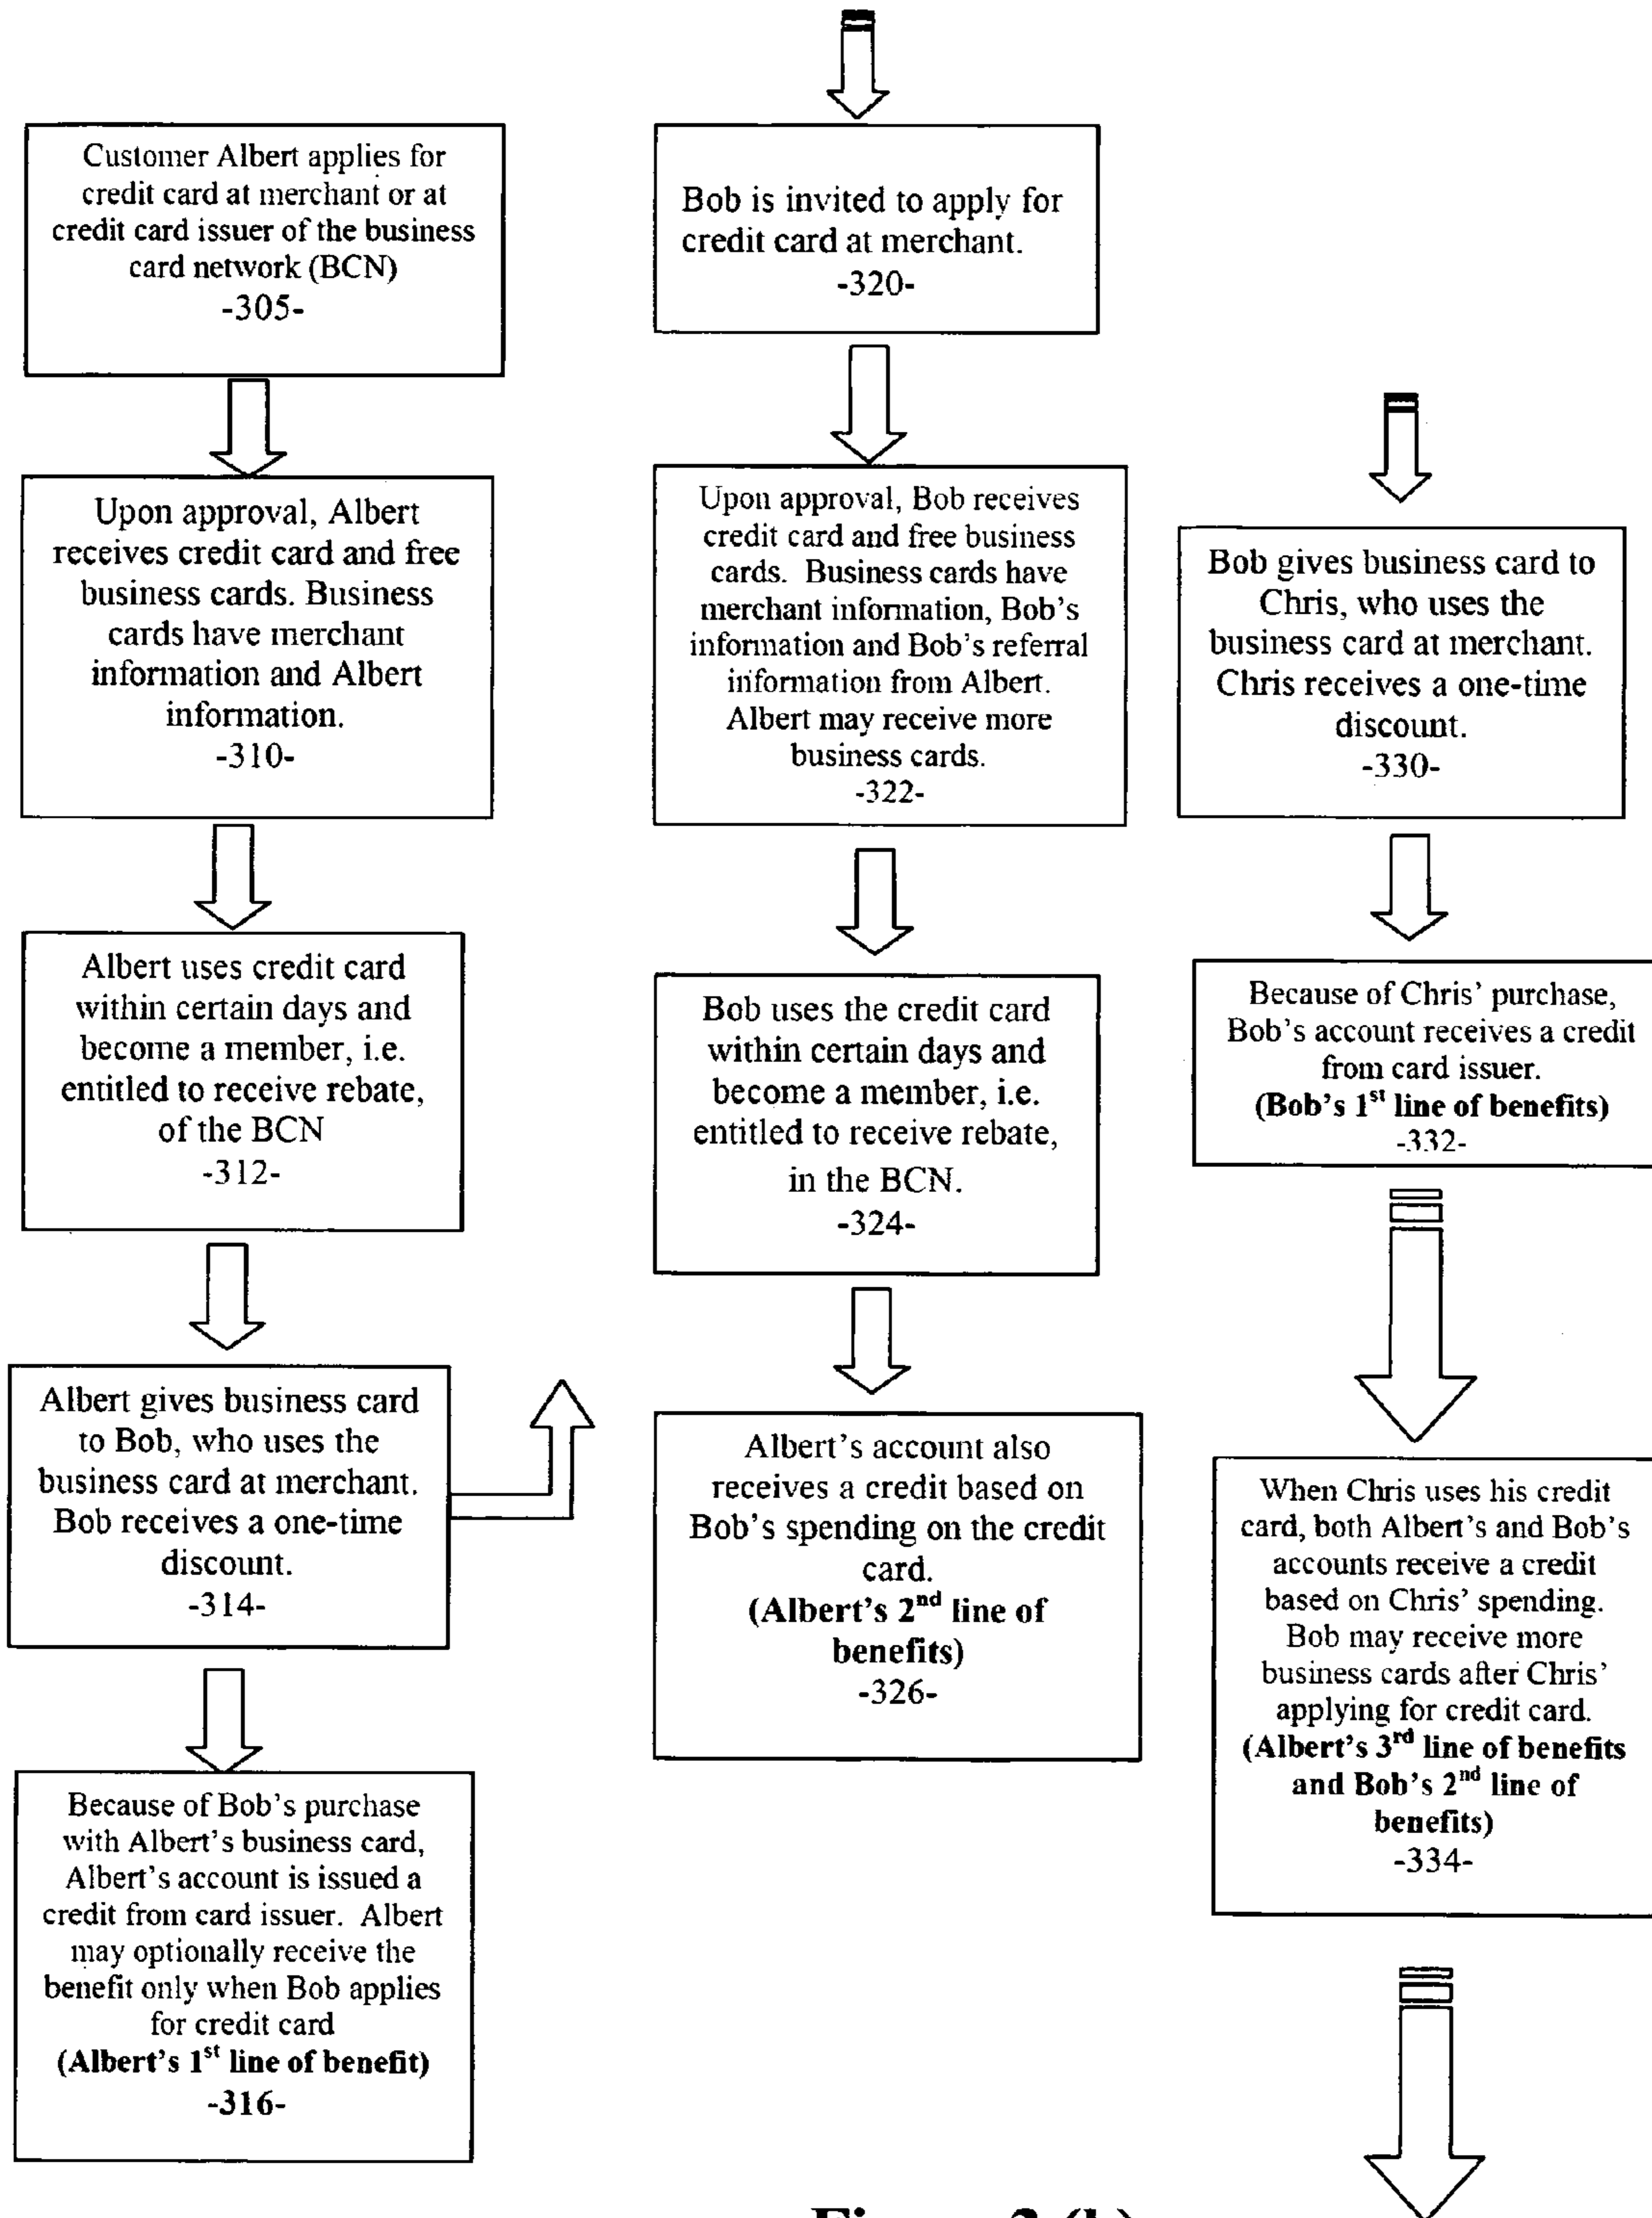 Customer Albert applies for
credit card at merchant or at
credit card issuer of the business
card network (BCN)
-305-
Upon approval, Albert
receives credit card and free
business cards. Business
cards have merchant
information and Albert
information.
-310-
Albert uses credit card
within certain days and
become a member, i.e.
entitled to receive rebate,
of the BCN
-312-
Albert gives business card
to Bob, who uses the
business card at merchant.
Bob receives a one-time
discount.
-314-
Because of Bob's purchase
with Albert's business card,
Albert's account is issued a
credit from card issuer. Albert
may optionally receive the
benefit only when Bob applies
for credit card
(Albert's 1st line of benefit)
-316-
Bob is invited to apply for
credit card at merchant.
-320-
Upon approval, Bob receives
credit card and free business
cards. Business cards have
merchant information, Bob's
information and Bob's referral
information from Albert.
Albert may receive more
business cards.
-322-
Bob uses the credit card
within certain days and
become a member, i.e.
entitled to receive rebate,
in the BCN.
-324-
Albert's account also
receives a credit based on
Bob's spending on the credit
card.
(Albert's 2nd line of
benefits)
-326-
Bob gives business card to
Chris, who uses the
business card at merchant.
Chris receives a one-time
discount.
-330-
Because of Chris' purchase,
Bob's account receives a credit
from card issuer.
(Bob's 1st line of benefits)
-332-
When Chris uses his credit
card, both Albert's and Bob's
accounts receive a credit
based on Chris' spending.
Bob may receive more
business cards after Chris'
applying for credit card.
(Albert's 3rd line of benefits
and Bob's 2nd line of
benefits)
-334-